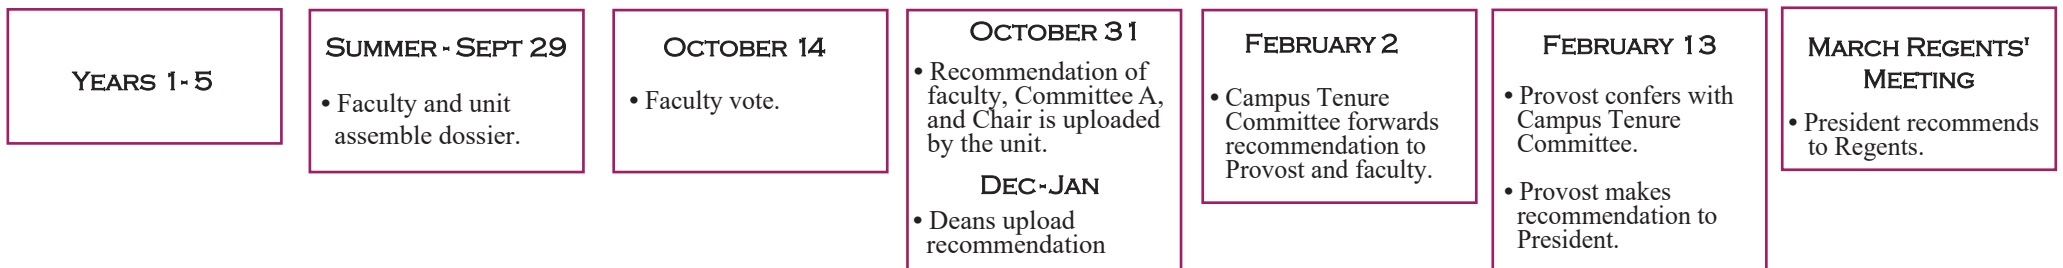 YEARS 1-5
SUMMER - SEPT 29
• Faculty and unit
assemble dossier.
OCTOBER 14
• Faculty vote.
OCTOBER 31
• Recommendation of
faculty, Committee A,
and Chair is uploaded
by the unit.
DEC-JAN
• Deans upload
recommendation
FEBRUARY 2
• Campus Tenure
Committee forwards
recommendation to
Provost and faculty.
FEBRUARY 13
• Provost confers with
Campus Tenure
Committee.
• Provost makes
recommendation to
President.
MARCH REGENTS'
MEETING
• President recommends
to Regents.